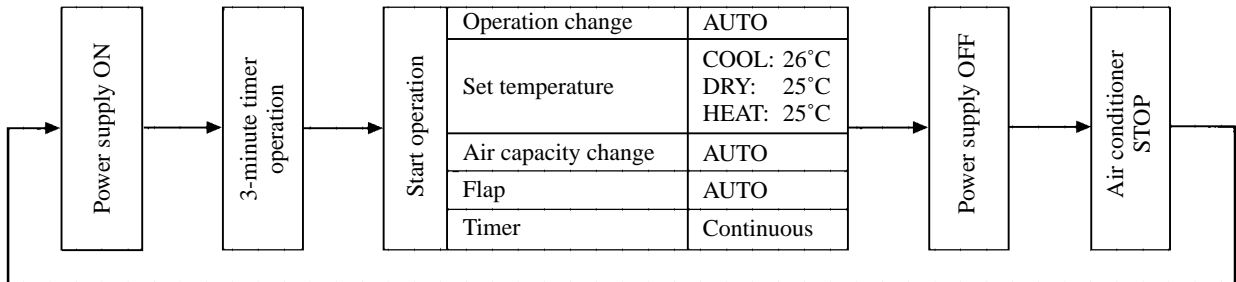 Power supply ON
3-minute timer
operation
Start operation
Operation change AUTO
Set temperature
COOL: 26˚C
DRY: 25˚C
HEAT: 25˚C
Air capacity change AUTO
Flap AUTO
Timer Continuous
Power supply OFF
Air conditioner
STOP